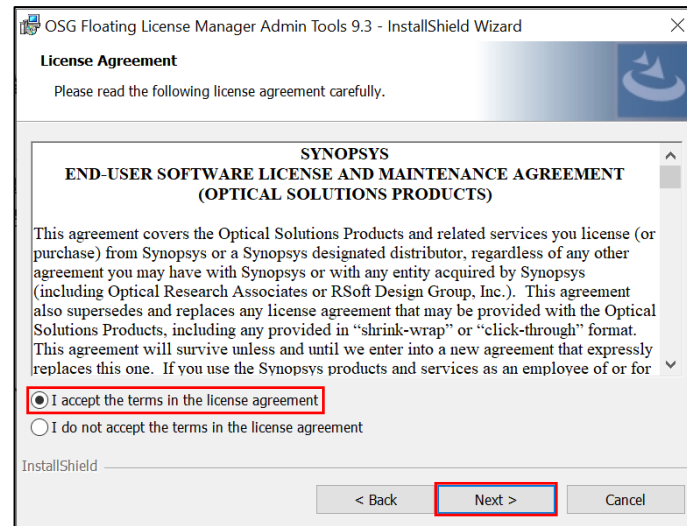 OSG Floating License Manager Admin Tools 9.3 - InstallShield Wizard
License Agreement
Please read the following license agreement carefully.
SYNOPSYS
END-USER SOFTWARE LICENSE AND MAINTENANCE AGREEMENT
(OPTICAL SOLUTIONS PRODUCTS)
This agreement covers the Optical Solutions Products and related services you license (or
purchase) from Synopsys or a Synopsys designated distributor, regardless of any other
agreement you may have with Synopsys or with any entity acquired by Synopsys
(including Optical Research Associates or RSoft Design Group, Inc.). This agreement
also supersedes and replaces any license agreement that may be provided with the Optical
Solutions Products, including any provided in “shrink-wrap” or “click-through” format.
This agreement will survive unless and until we enter into a new agreement that expressly
replaces this one. If you use the Synopsys products and services as an employee of or for
I accept the terms in the license agreement
I do not accept the terms in the license agreement
InstallShield
< Back Next > Cancel